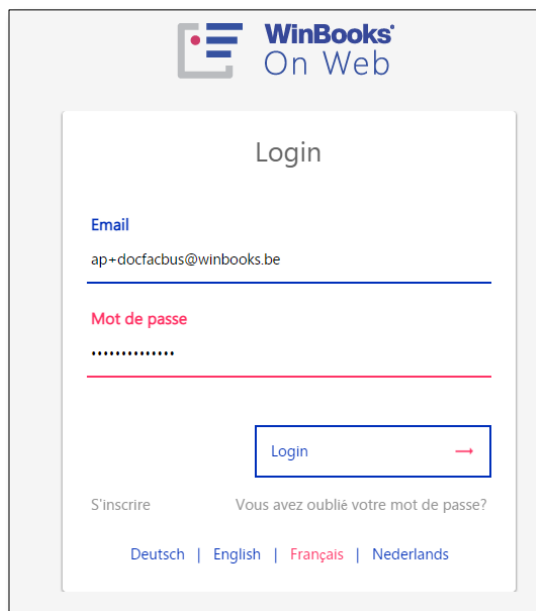 WinBooks®
On Web
Login
Email
ap+docfacbus@winbooks.be
Mot de passe
••••••••••••••
Login →
S'inscrire Vous avez oublié votre mot de passe?
Deutsch | English | Français | Nederlands